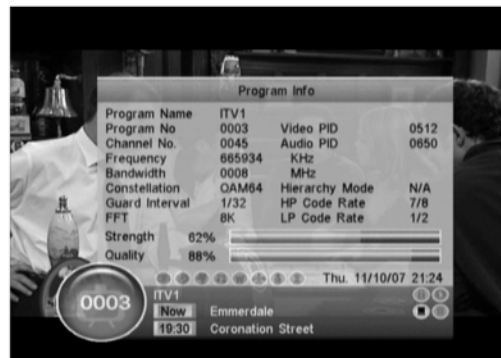 Program Info
Program Name ITV1
Program No 0003 Video PID 0512
Channel No. 0045 Audio PID 0650
Frequency 665934 KHz
Bandwidth 0008 MHz
Constellation QAM64 Hierarchy Mode N/A
Guard Interval 1/32 HP Code Rate 7/8
FFT 8K LP Code Rate 1/2
Strength 62%
Quality 88%
Thu. 11/10/07 21:24
0003 ITV1
Now Emmerdale
19:30 Coronation Street